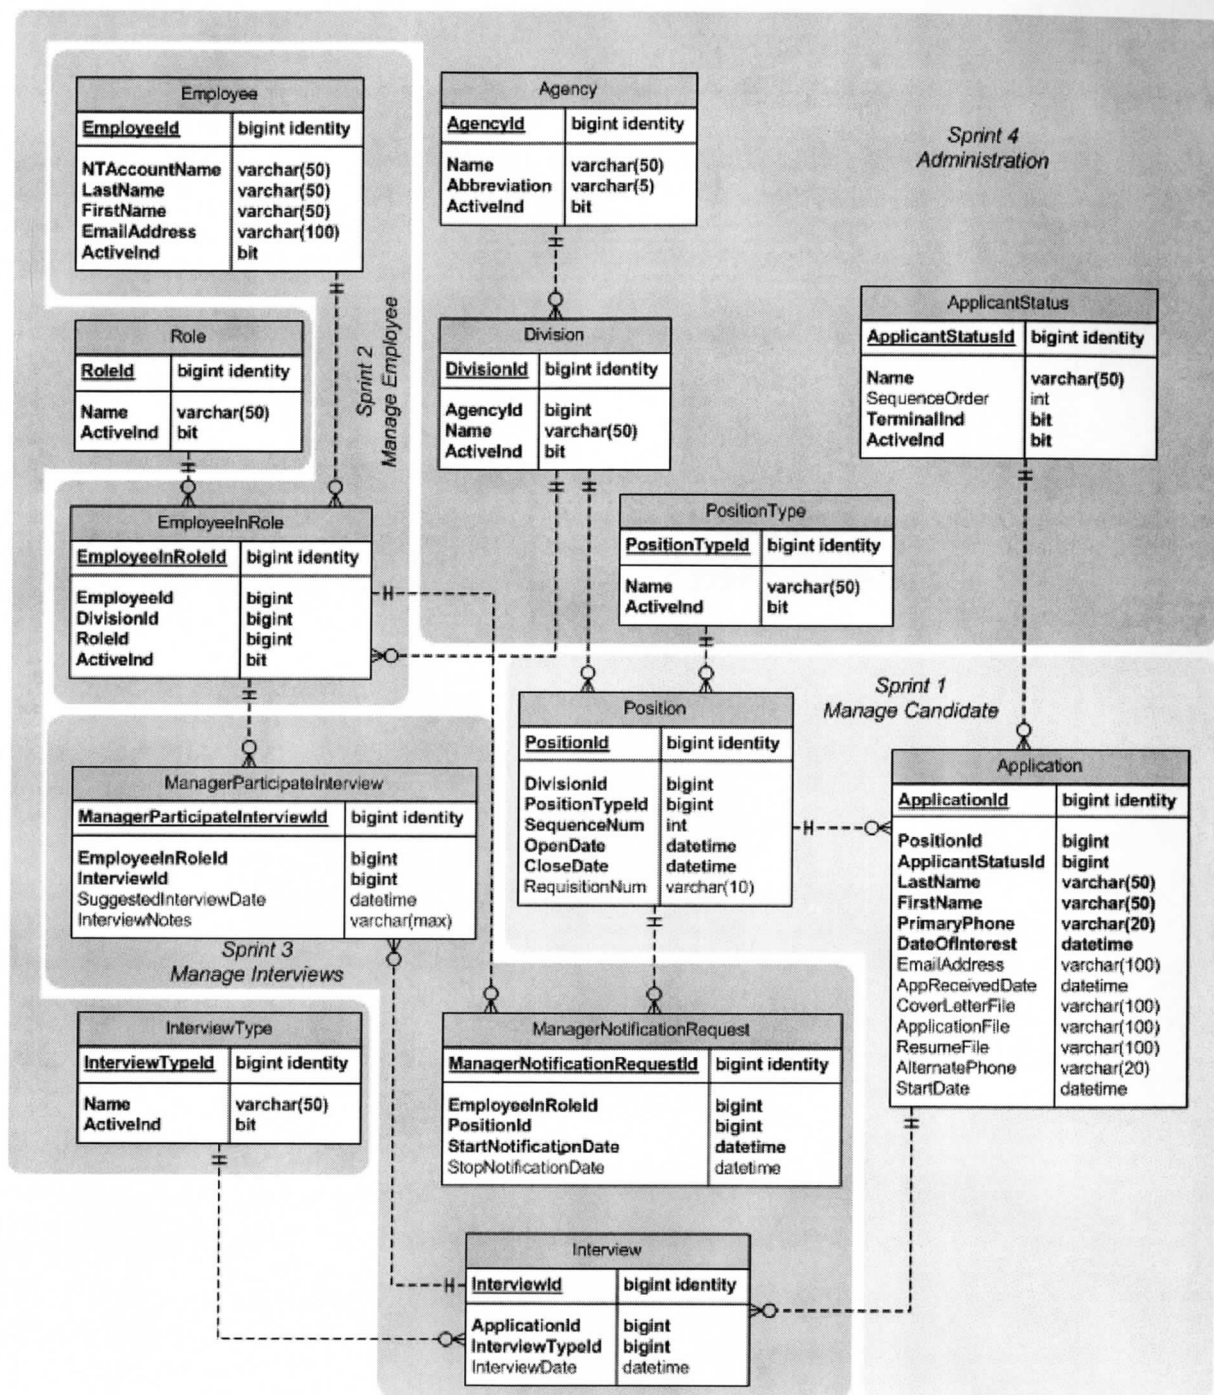 Employee
EmployeeId bigint identity
NTAccountName varchar(50)
LastName varchar(50)
FirstName varchar(50)
EmailAddress varchar(100)
ActiveInd bit
Agency
AgencyId bigint identity
Name varchar(50)
Abbreviation varchar(5)
ActiveInd bit
Sprint 4
Administration
Role
RoleId bigint identity
Name varchar(50)
ActiveInd bit
Sprint 2
Manage Employee
Division
DivisionId bigint identity
AgencyId bigint
Name varchar(50)
ActiveInd bit
ApplicantStatus
ApplicantStatusId bigint identity
Name varchar(50)
SequenceOrder int
TerminalInd bit
ActiveInd bit
EmployeeInRole
EmployeeInRoleId bigint identity
EmployeeId bigint
DivisionId bigint
RoleId bigint
ActiveInd bit
PositionType
PositionTypeId bigint identity
Name varchar(50)
ActiveInd bit
Sprint 1
Manage Candidate
Position
PositionId bigint identity
DivisionId bigint
PositionTypeId bigint
SequenceNum int
OpenDate datetime
CloseDate datetime
RequisitionNum varchar(10)
Application
ApplicationId bigint identity
PositionId bigint
ApplicantStatusId bigint
LastName varchar(50)
FirstName varchar(50)
PrimaryPhone varchar(20)
DateOfInterest datetime
EmailAddress varchar(100)
AppReceivedDate datetime
CoverLetterFile varchar(100)
ApplicationFile varchar(100)
ResumeFile varchar(100)
AlternatePhone varchar(20)
StartDate datetime
ManagerParticipateInterview
ManagerParticipateInterviewId bigint identity
EmployeeInRoleId bigint
InterviewId bigint
SuggestedInterviewDate datetime
InterviewNotes varchar(max)
Sprint 3
Manage Interviews
InterviewType
InterviewTypeId bigint identity
Name varchar(50)
ActiveInd bit
ManagerNotificationRequest
ManagerNotificationRequestId bigint identity
EmployeeInRoleId bigint
PositionId bigint
StartNotificationDate datetime
StopNotificationDate datetime
Interview
InterviewId bigint identity
ApplicationId bigint
InterviewTypeId bigint
InterviewDate datetime